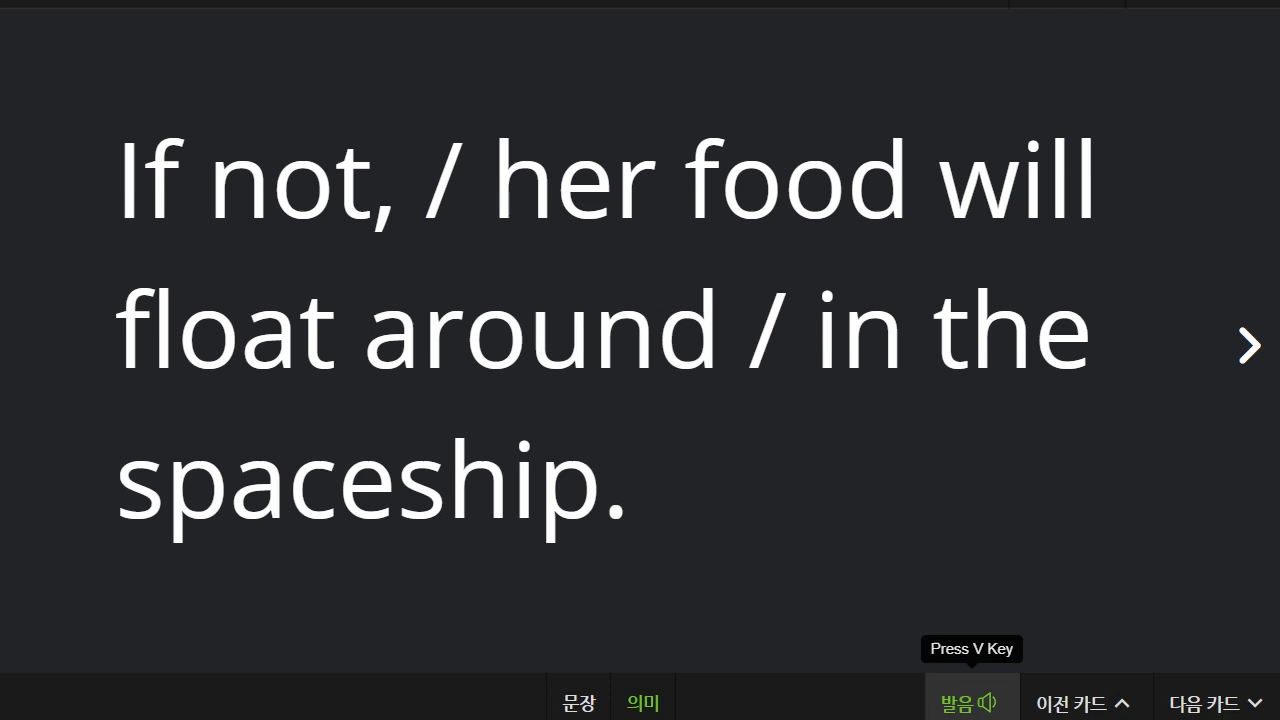 If not, / her food will
float around / in the
spaceship.
Press V Key
문장 의미 발음 이전 카드 다음 카드